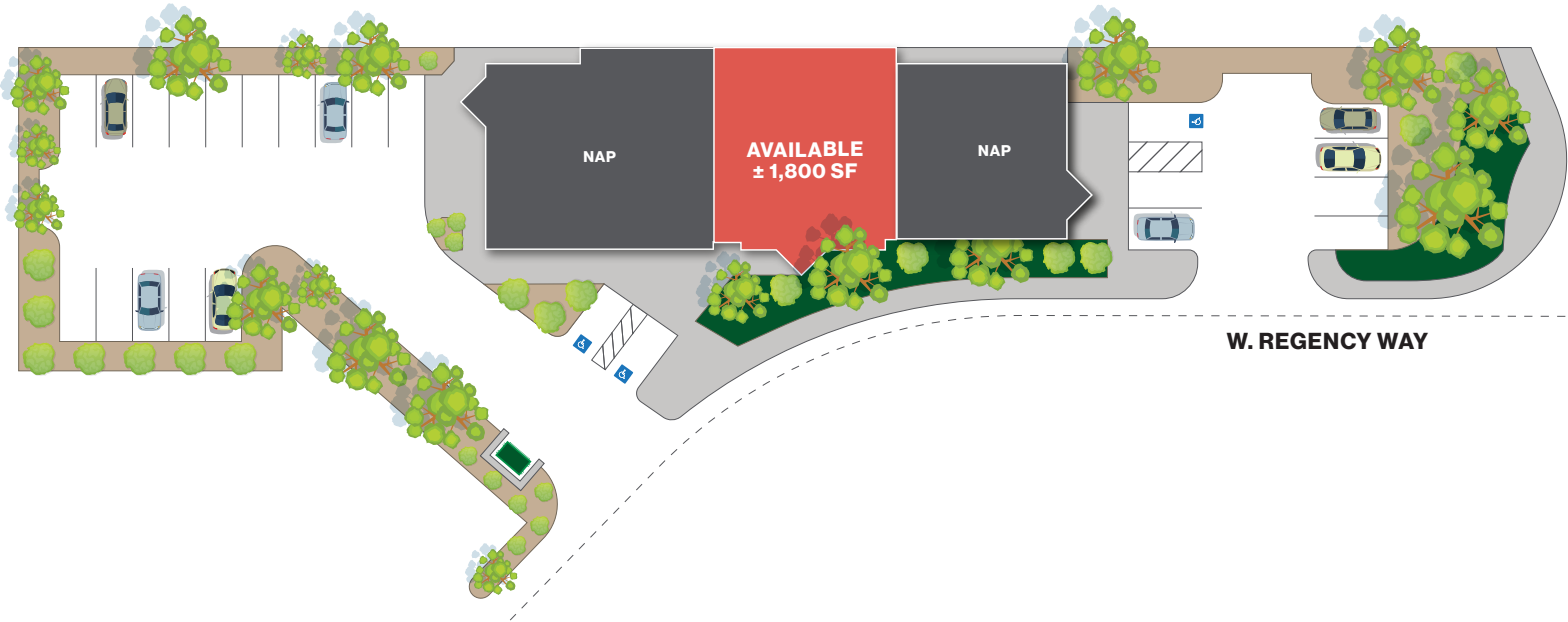 NAP
AVAILABLE
± 1,800 SF
NAP
W. REGENCY WAY